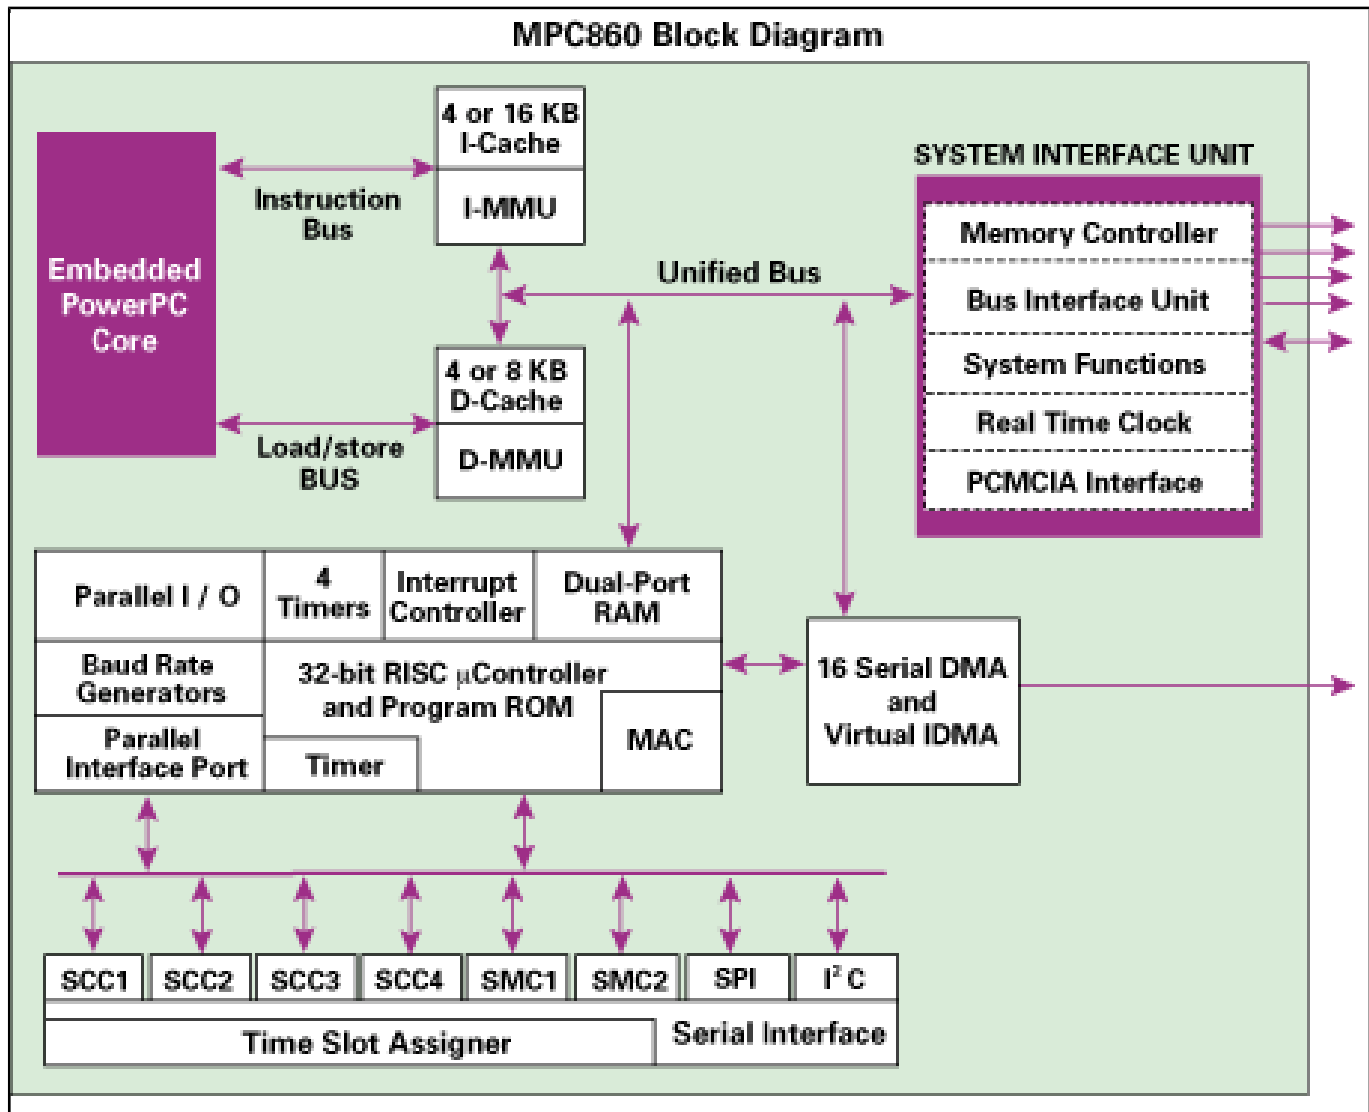 MPC860 Block Diagram
4 or 16 KB
I-Cache
I-MMU
Instruction
Bus
Embedded
PowerPC
Core
4 or 8 KB
D-Cache
D-MMU
Load/store
BUS
Unified Bus
SYSTEM INTERFACE UNIT
Memory Controller
Bus Interface Unit
System Functions
Real Time Clock
PCMCIA Interface
Parallel I / O
4
Timers
Interrupt
Controller
Dual-Port
RAM
Baud Rate
Generators
32-bit RISC µController
and Program ROM
Parallel
Interface Port
Timer
MAC
16 Serial DMA
and
Virtual IDMA
SCC1
SCC2
SCC3
SCC4
SMC1
SMC2
SPI
I² C
Time Slot Assigner
Serial Interface